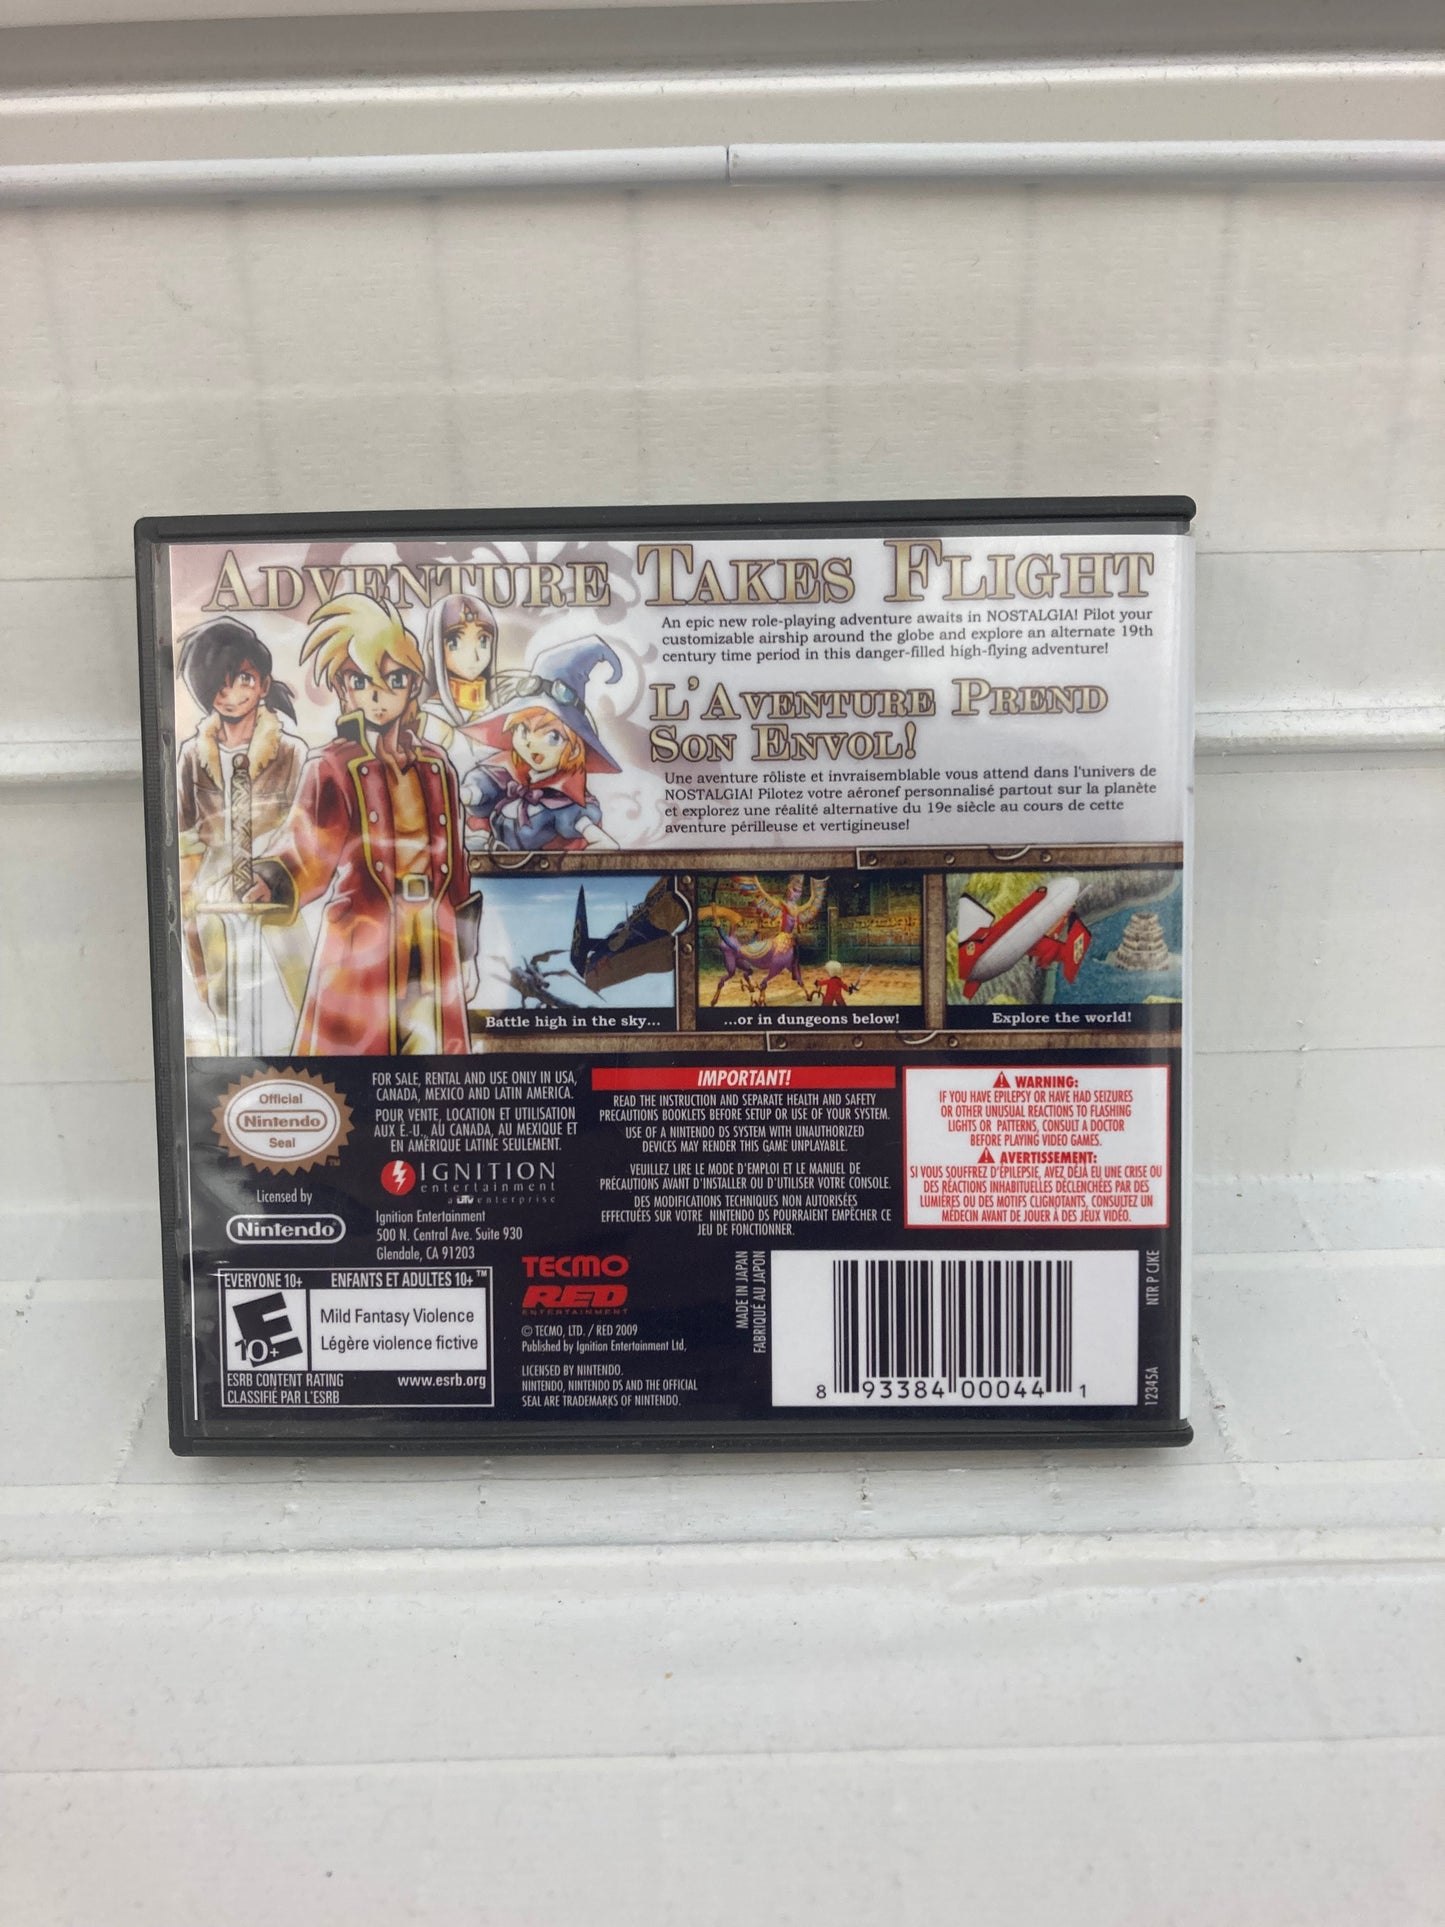 ADVENTURE TAKES FLIGHT
An epic new role-playing adventure awaits in NOSTALGIA! Pilot your
customizable airship around the globe and explore an alternate 19th
century time period in this danger-filled high-flying adventure!
L'AVENTURE PREND
SON ENVOL!
Une aventure rôliste et invraisemblable vous attend dans l'univers de
NOSTALGIA! Pilotez votre aéronef personnalisé partout sur la planète
et explorez une réalité alternative du 19e siècle au cours de cette
aventure périlleuse et vertigineuse!
Battle high in the sky...
...or in dungeons below!
Explore the world!
Official
Nintendo
Seal
TM
Licensed by
Nintendo®
FOR SALE, RENTAL AND USE ONLY IN USA,
CANADA, MEXICO AND LATIN AMERICA.
POUR VENTE, LOCATION ET UTILISATION
AUX É.-U., AU CANADA, AU MEXIQUE ET
EN AMÉRIQUE LATINE SEULEMENT.
IGNITION
entertainment
a UTV enterprise
Ignition Entertainment
500 N. Central Ave. Suite 930
Glendale, CA 91203
IMPORTANT!
READ THE INSTRUCTION AND SEPARATE HEALTH AND SAFETY
PRECAUTIONS BOOKLETS BEFORE SETUP OR USE OF YOUR SYSTEM.
USE OF A NINTENDO DS SYSTEM WITH UNAUTHORIZED
DEVICES MAY RENDER THIS GAME UNPLAYABLE.
VEUILLEZ LIRE LE MODE D'EMPLOI ET LE MANUEL DE
PRÉCAUTIONS AVANT D'INSTALLER OU D'UTILISER VOTRE CONSOLE.
DES MODIFICATIONS TECHNIQUES NON AUTORISÉES
EFFECTUÉES SUR VOTRE NINTENDO DS POURRAIENT EMPÊCHER CE
JEU DE FONCTIONNER.
WARNING:
IF YOU HAVE EPILEPSY OR HAVE HAD SEIZURES
OR OTHER UNUSUAL REACTIONS TO FLASHING
LIGHTS OR PATTERNS, CONSULT A DOCTOR
BEFORE PLAYING VIDEO GAMES.
AVERTISSEMENT:
SI VOUS SOUFFREZ D'ÉPILEPSIE, AVEZ DÉJÀ EU UNE CRISE OU
DES RÉACTIONS INHABITUELLES DÉCLENCHÉES PAR DES
LUMIÈRES OU DES MOTIFS CLIGNOTANTS, CONSULTEZ UN
MÉDECIN AVANT DE JOUER À DES JEUX VIDÉO.
EVERYONE 10+ ENFANTS ET ADULTES 10+™
E
10+
Mild Fantasy Violence
Légère violence fictive
ESRB CONTENT RATING www.esrb.org
CLASSIFIÉ PAR L'ESRB
TECMO®
RED
ENTERTAINMENT
© TECMO, LTD. / RED 2009
Published by Ignition Entertainment Ltd.
LICENSED BY NINTENDO.
NINTENDO, NINTENDO DS AND THE OFFICIAL
SEAL ARE TRADEMARKS OF NINTENDO.
MADE IN JAPAN
FABRIQUÉ AU JAPON
8 93384 00044 1
NTR P CJKE
12345A